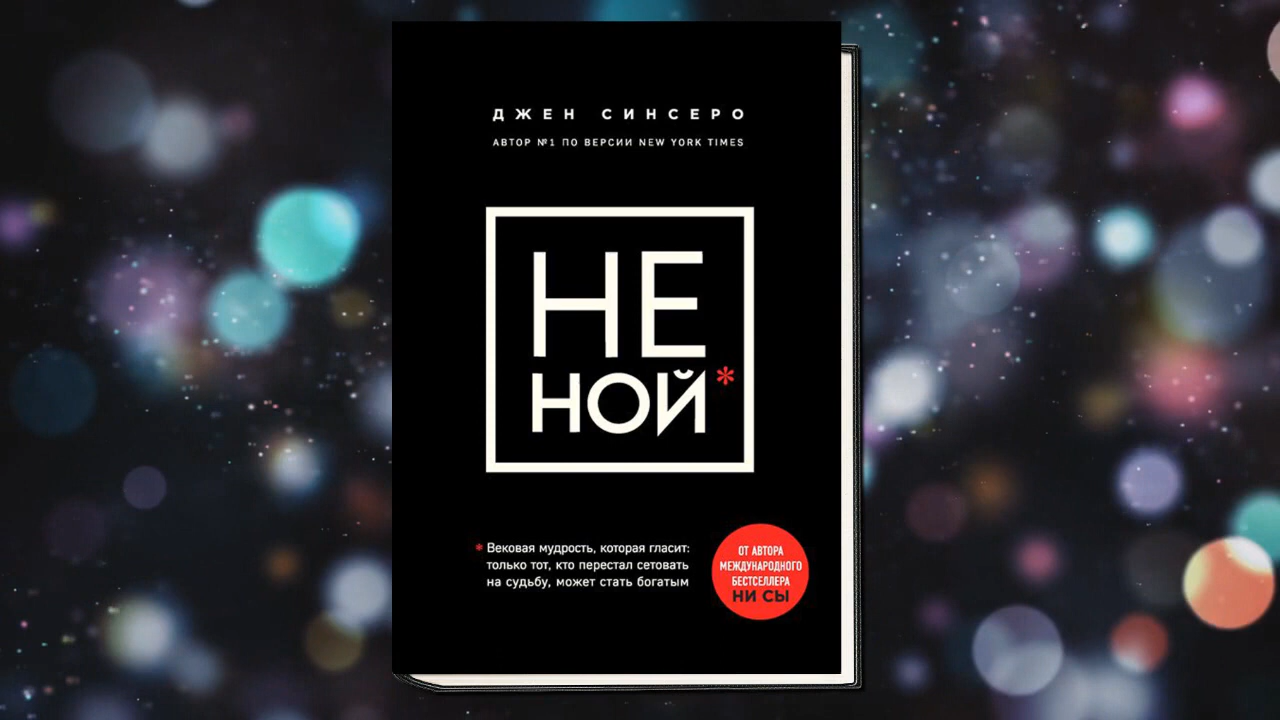 ДЖЕН СИНСЕРО
АВТОР №1 ПО ВЕРСИИ NEW YORK TIMES
НЕ
НОЙ*
* Вековая мудрость, которая гласит:
только тот, кто перестал сетовать
на судьбу, может стать богатым
ОТ АВТОРА
МЕЖДУНАРОДНОГО
БЕСТСЕЛЛЕРА
НИ СЫ